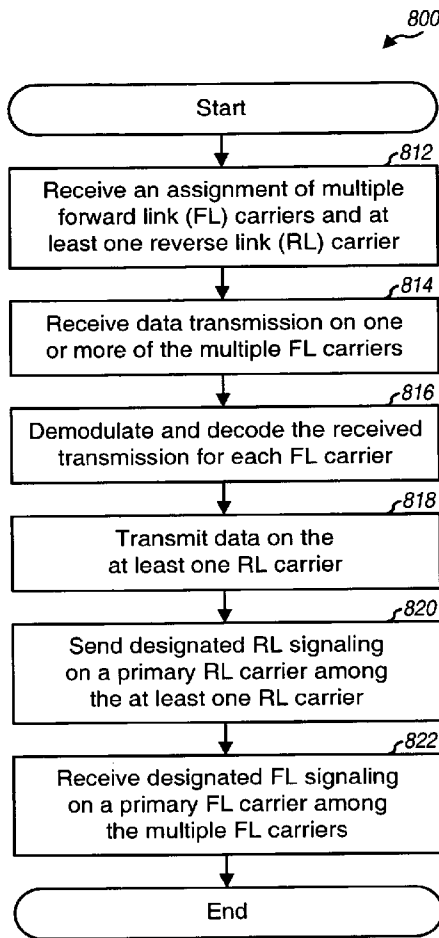 800
Start
812
Receive an assignment of multiple
forward link (FL) carriers and at
least one reverse link (RL) carrier
814
Receive data transmission on one
or more of the multiple FL carriers
816
Demodulate and decode the received
transmission for each FL carrier
818
Transmit data on the
at least one RL carrier
820
Send designated RL signaling
on a primary RL carrier among
the at least one RL carrier
822
Receive designated FL signaling
on a primary FL carrier among
the multiple FL carriers
End